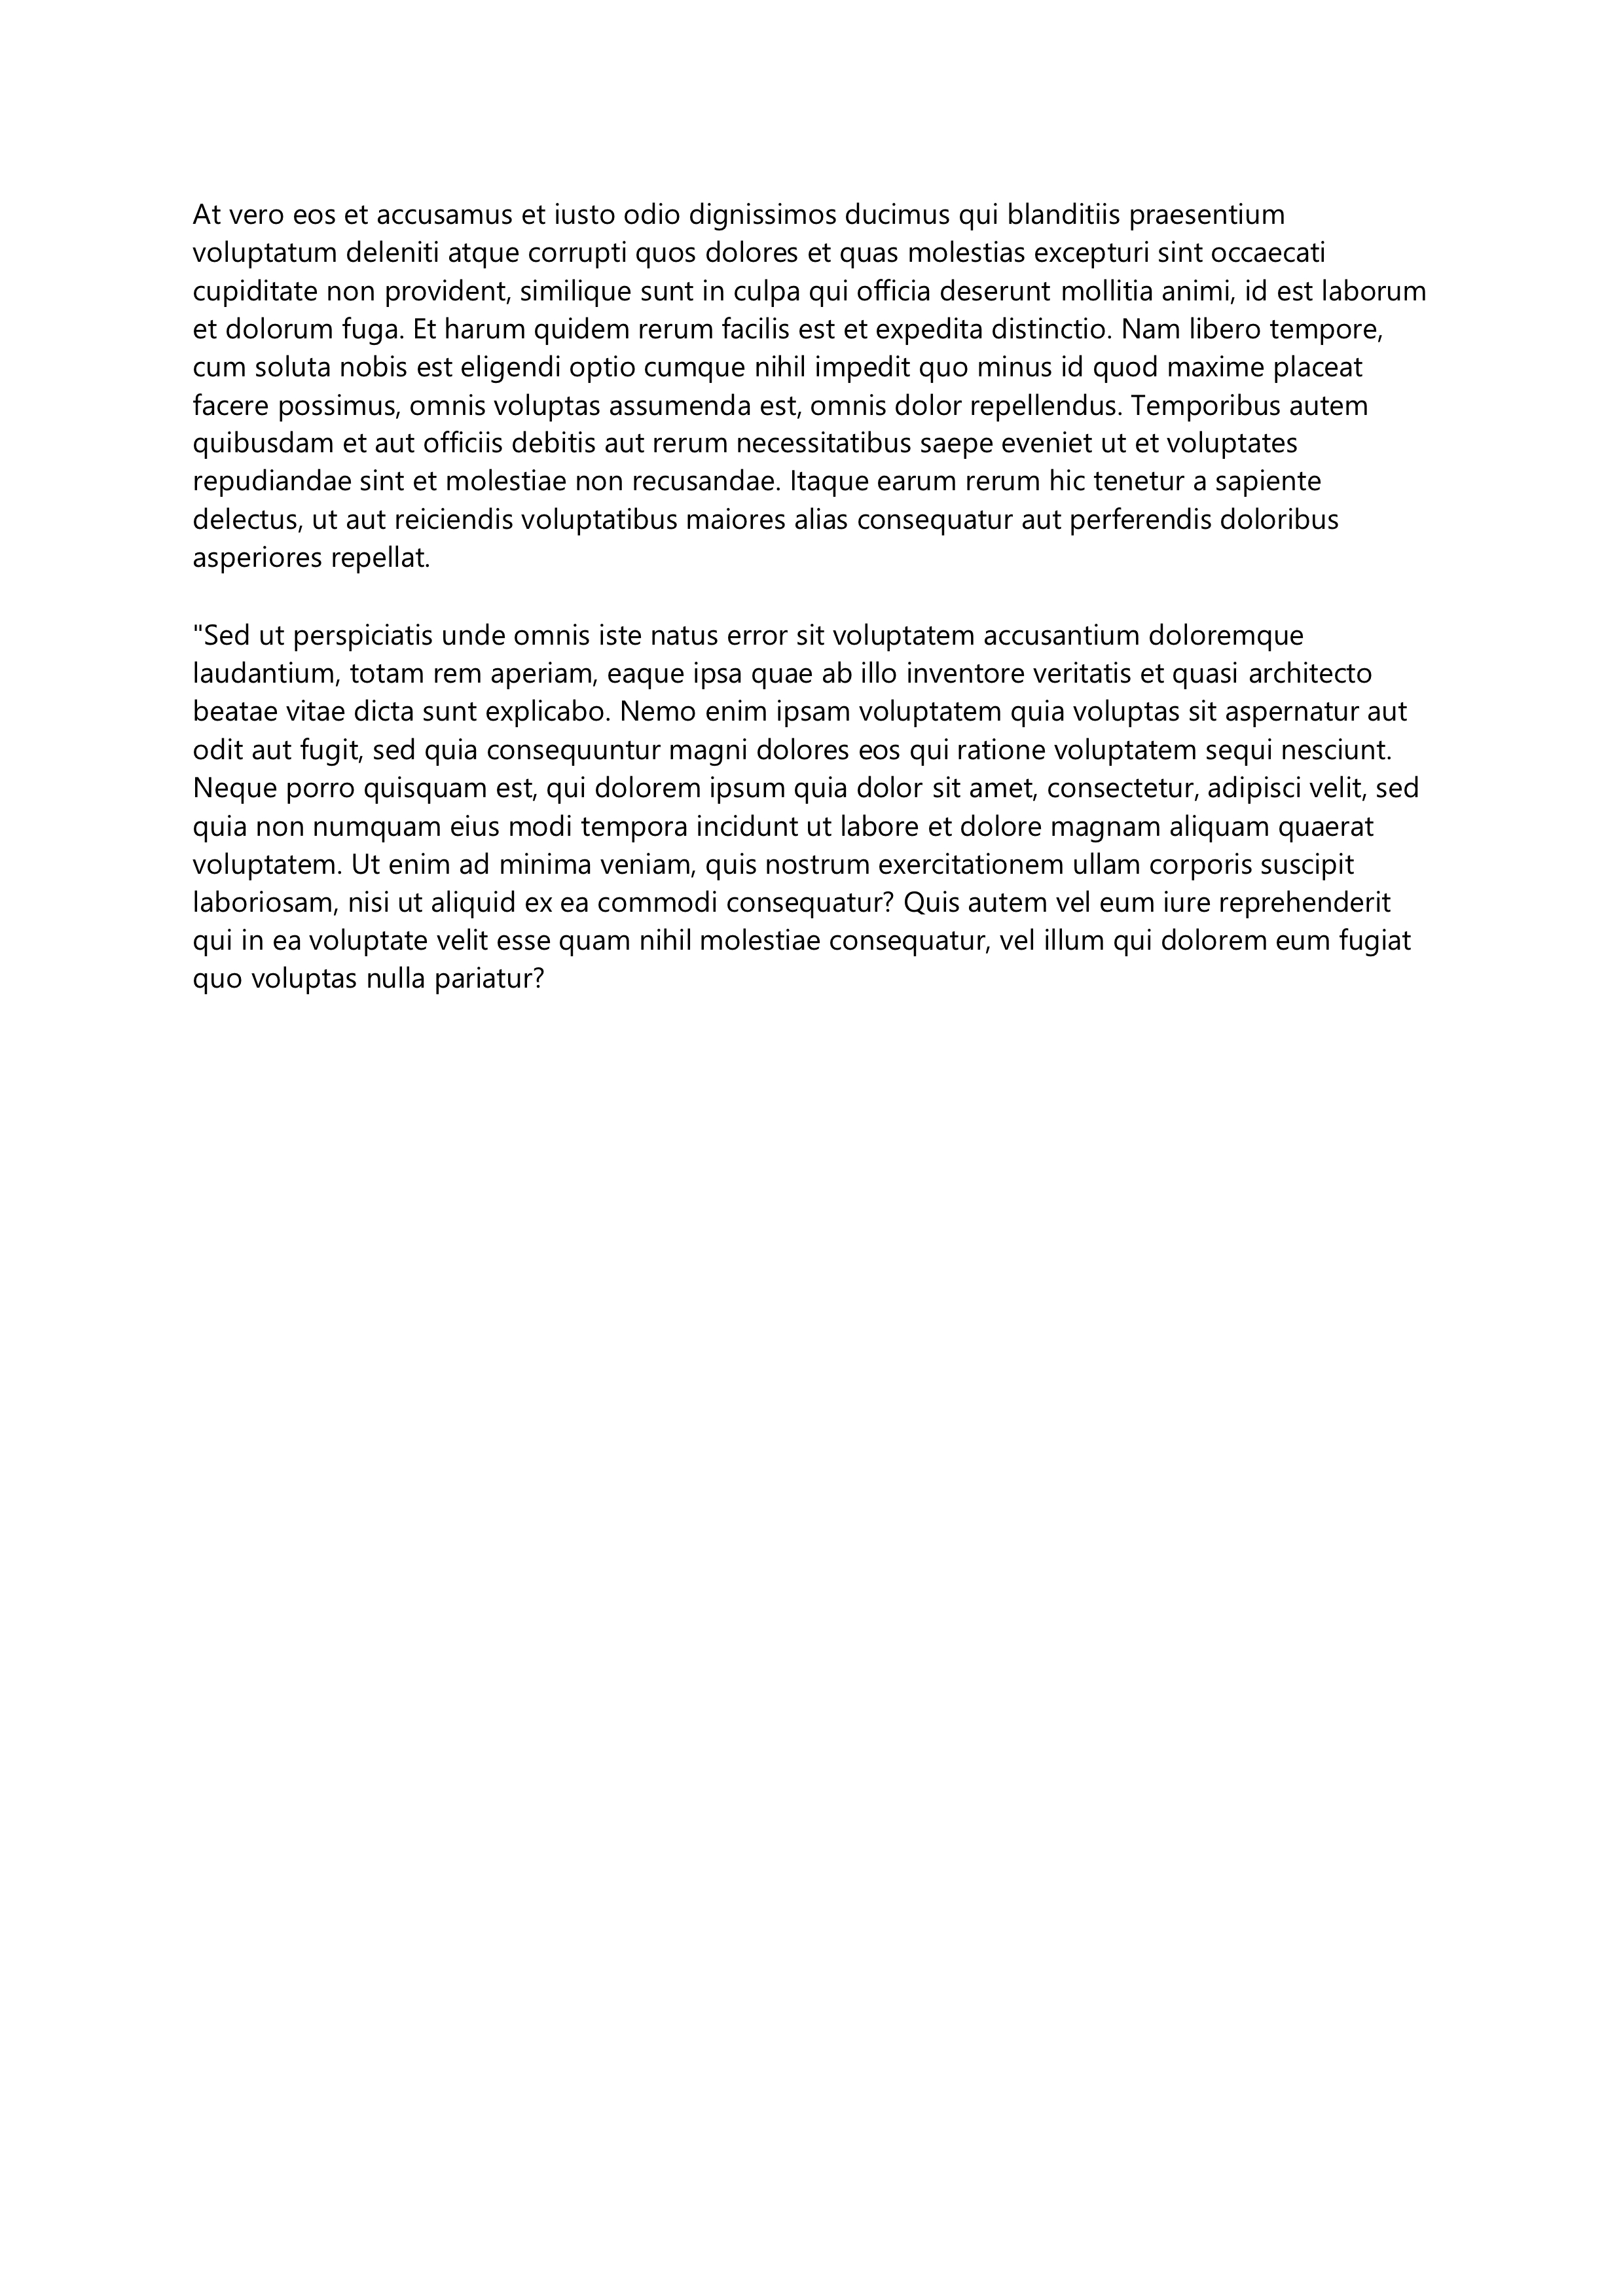 At vero eos et accusamus et iusto odio dignissimos ducimus qui blanditiis praesentium
voluptatum deleniti atque corrupti quos dolores et quas molestias excepturi sint occaecati
cupiditate non provident, similique sunt in culpa qui officia deserunt mollitia animi, id est laborum
et dolorum fuga. Et harum quidem rerum facilis est et expedita distinctio. Nam libero tempore,
cum soluta nobis est eligendi optio cumque nihil impedit quo minus id quod maxime placeat
facere possimus, omnis voluptas assumenda est, omnis dolor repellendus. Temporibus autem
quibusdam et aut officiis debitis aut rerum necessitatibus saepe eveniet ut et voluptates
repudiandae sint et molestiae non recusandae. Itaque earum rerum hic tenetur a sapiente
delectus, ut aut reiciendis voluptatibus maiores alias consequatur aut perferendis doloribus
asperiores repellat.
"Sed ut perspiciatis unde omnis iste natus error sit voluptatem accusantium doloremque
laudantium, totam rem aperiam, eaque ipsa quae ab illo inventore veritatis et quasi architecto
beatae vitae dicta sunt explicabo. Nemo enim ipsam voluptatem quia voluptas sit aspernatur aut
odit aut fugit, sed quia consequuntur magni dolores eos qui ratione voluptatem sequi nesciunt.
Neque porro quisquam est, qui dolorem ipsum quia dolor sit amet, consectetur, adipisci velit, sed
quia non numquam eius modi tempora incidunt ut labore et dolore magnam aliquam quaerat
voluptatem. Ut enim ad minima veniam, quis nostrum exercitationem ullam corporis suscipit
laboriosam, nisi ut aliquid ex ea commodi consequatur? Quis autem vel eum iure reprehenderit
qui in ea voluptate velit esse quam nihil molestiae consequatur, vel illum qui dolorem eum fugiat
quo voluptas nulla pariatur?